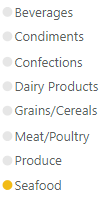 Beverages
Condiments
Confections
Dairy Products
Grains/Cereals
Meat/Poultry
Produce
Seafood